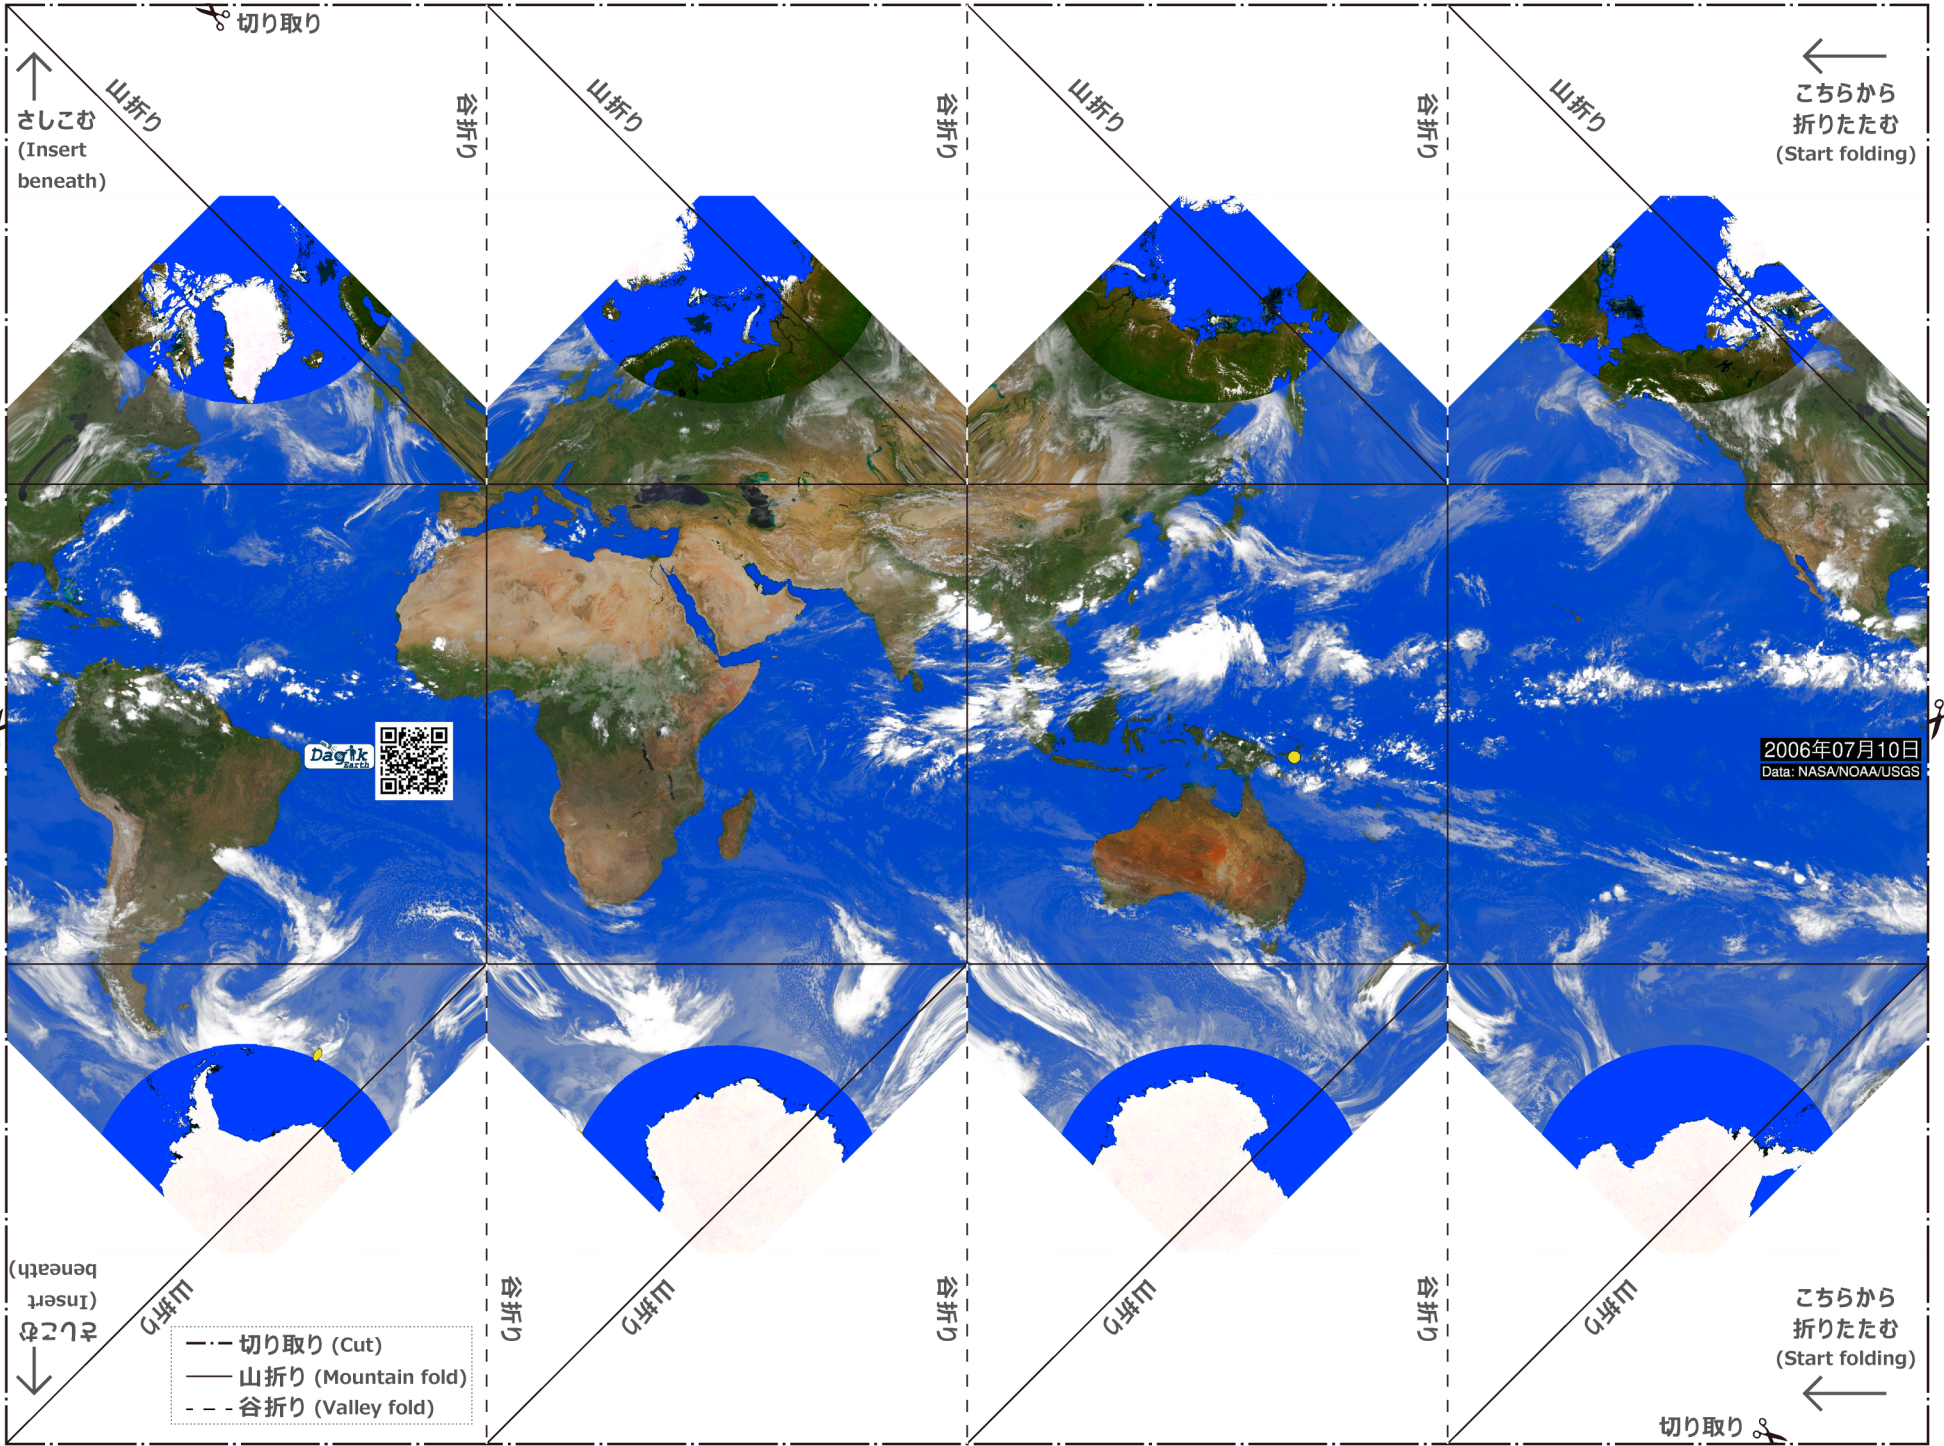 切り取り
山折り
谷折り
山折り
谷折り
山折り
谷折り
山折り
さしこむ
(Insert
beneath)
こちらから
折りたたむ
(Start folding)
Dagik
Earth
2006年07月10日
Data: NASA/NOAA/USGS
さしこむ
(Insert
beneath)
山折り
谷折り
山折り
谷折り
山折り
谷折り
山折り
こちらから
折りたたむ
(Start folding)
切り取り (Cut)
山折り (Mountain fold)
谷折り (Valley fold)
切り取り